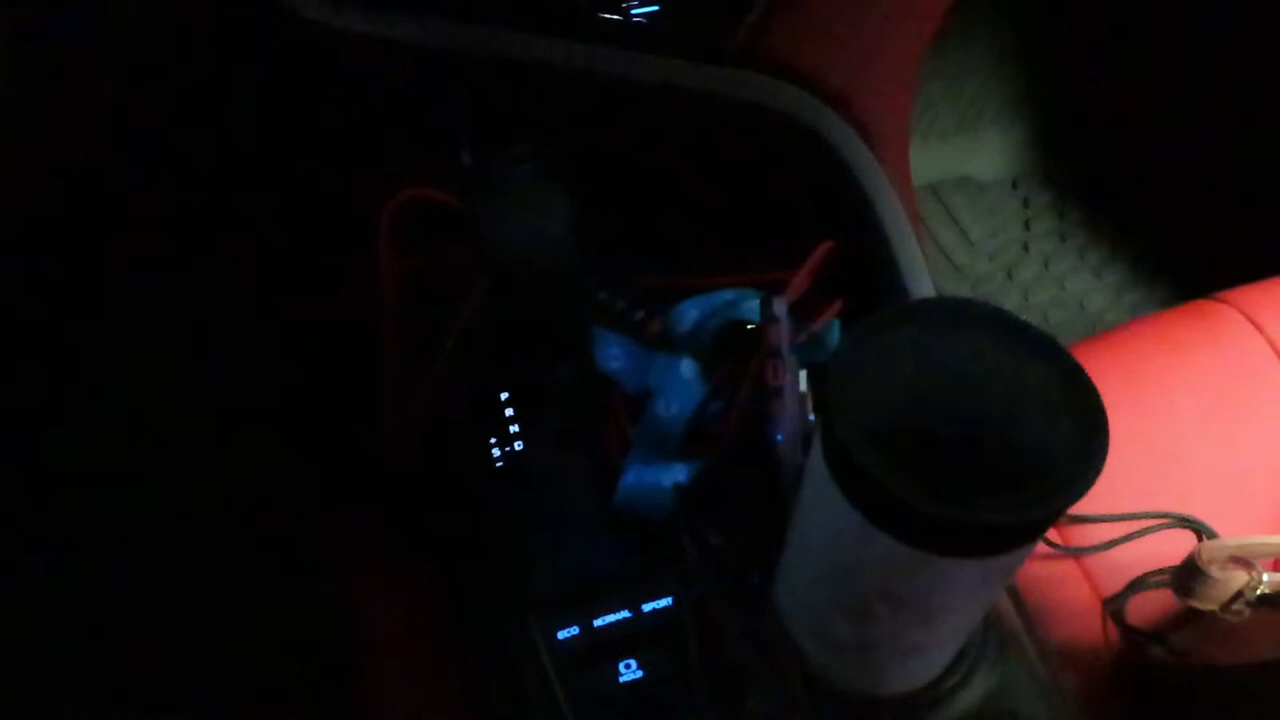 P
R
N
+
S - D
-
ECO NORMAL SPORT
HOLD